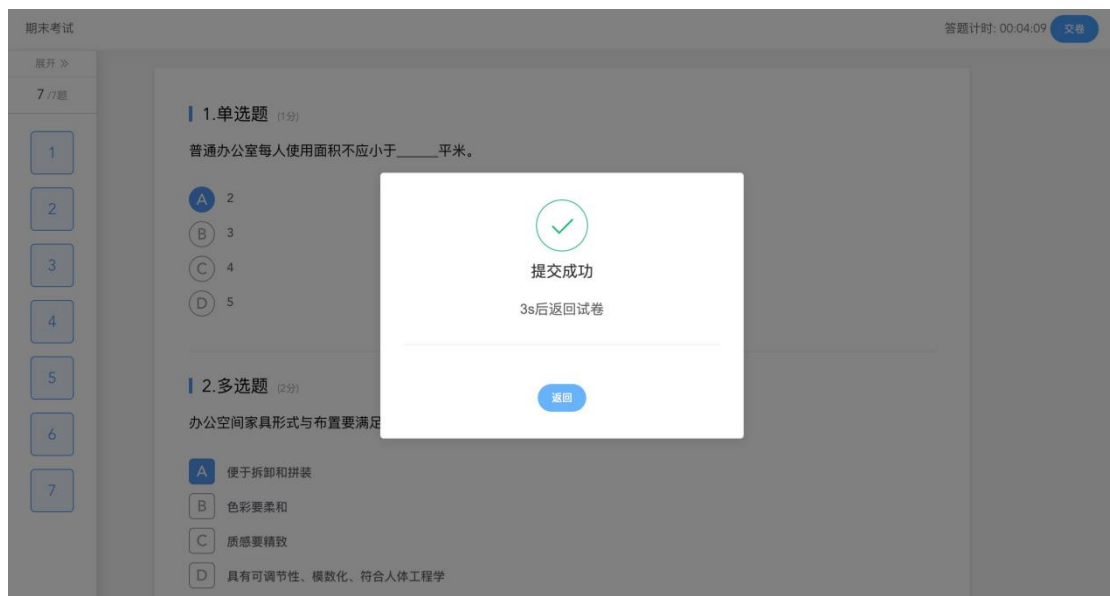 期末考试
答题计时: 00:04:09 交卷
展开 »
7 /7题
1
2
3
4
5
6
7
1.单选题 (1分)
普通办公室每人使用面积不应小于_____平米。
A 2
B 3
C 4
D 5
2.多选题 (2分)
办公空间家具形式与布置要满足
A 便于拆卸和拼装
B 色彩要柔和
C 质感要精致
D 具有可调节性、模数化、符合人体工程学
提交成功
3s后返回试卷
返回